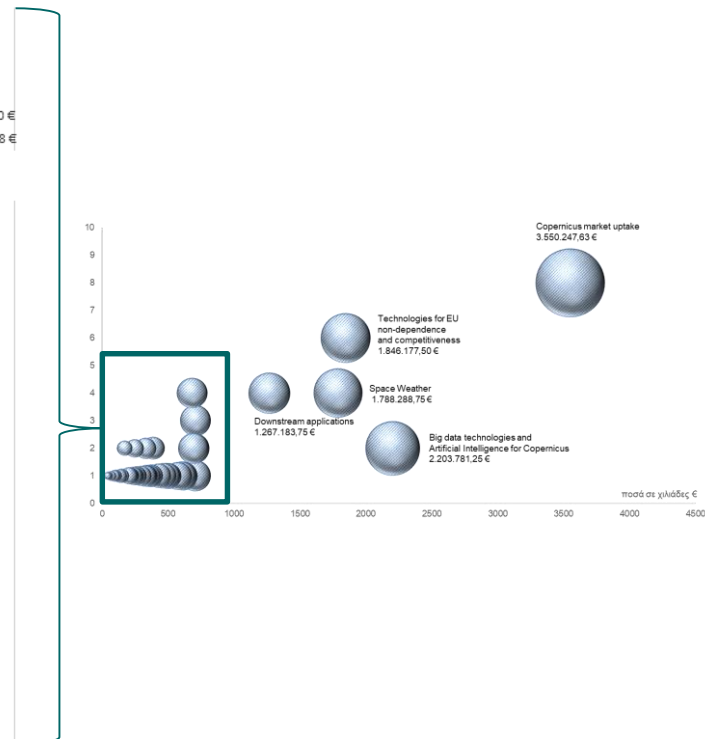 0 €
8 €
10
9
8
7
6
5
4
3
2
1
0
Copernicus market uptake
3.550.247,63 €
Technologies for EU
non-dependence
and competitiveness
1.846.177,50 €
Space Weather
1.788.288,75 €
Downstream applications
1.267.183,75 €
Big data technologies and
Artificial Intelligence for Copernicus
2.203.781,25 €
ποσά σε χιλιάδες €
0 500 1000 1500 2000 2500 3000 3500 4000 4500